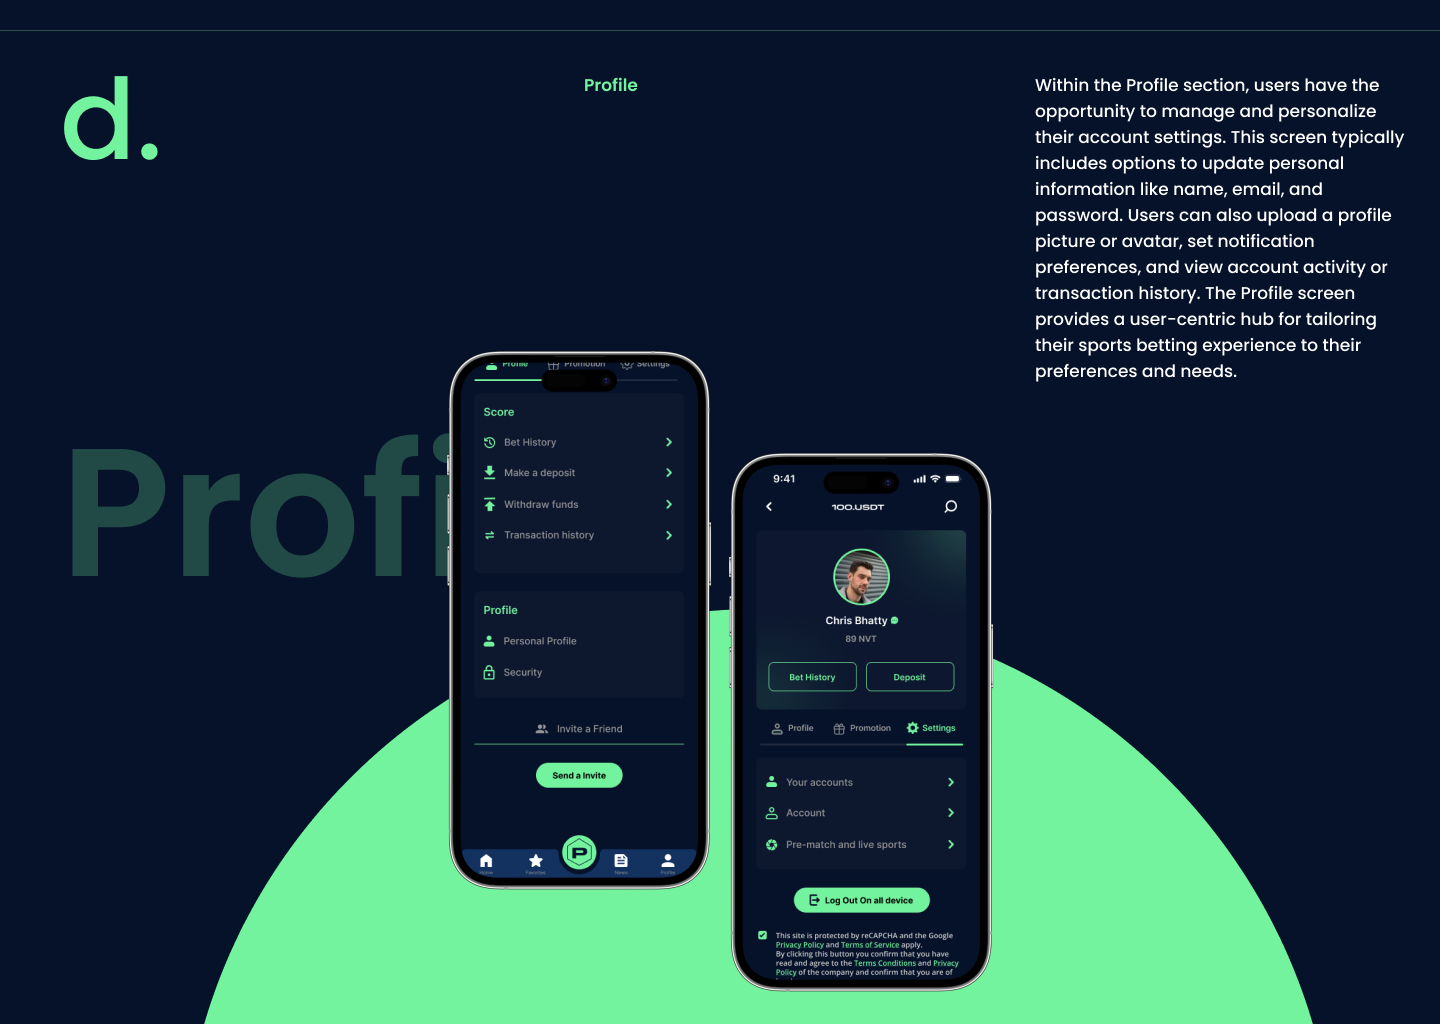 d.
Profile
Within the Profile section, users have the
opportunity to manage and personalize
their account settings. This screen typically
includes options to update personal
information like name, email, and
password. Users can also upload a profile
picture or avatar, set notification
preferences, and view account activity or
transaction history. The Profile screen
provides a user-centric hub for tailoring
their sports betting experience to their
preferences and needs.
Profi
Profile Promotion Settings
Score
Bet History
Make a deposit
Withdraw funds
Transaction history
Profile
Personal Profile
Security
Invite a Friend
Send a Invite
P
Home Favorites News Profile
9:41
100.USDT
Chris Bhatty
89 NVT
Bet History Deposit
Profile Promotion Settings
Your accounts
Account
Pre-match and live sports
Log Out On all device
This site is protected by reCAPCHA and the Google
Privacy Policy and Terms of Service apply.
By clicking this button you confirm that you have
read and agree to the Terms Conditions and Privacy
Policy of the company and confirm that you are of